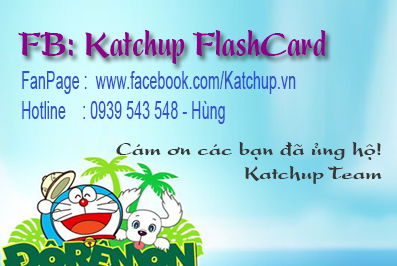 FB: Katchup FlashCard
FanPage : www.facebook.com/Katchup.vn
Hotline : 0939 543 548 - Hùng
Cám ơn các bạn đã ủng hộ!
Katchup Team
ĐÔRÊMON